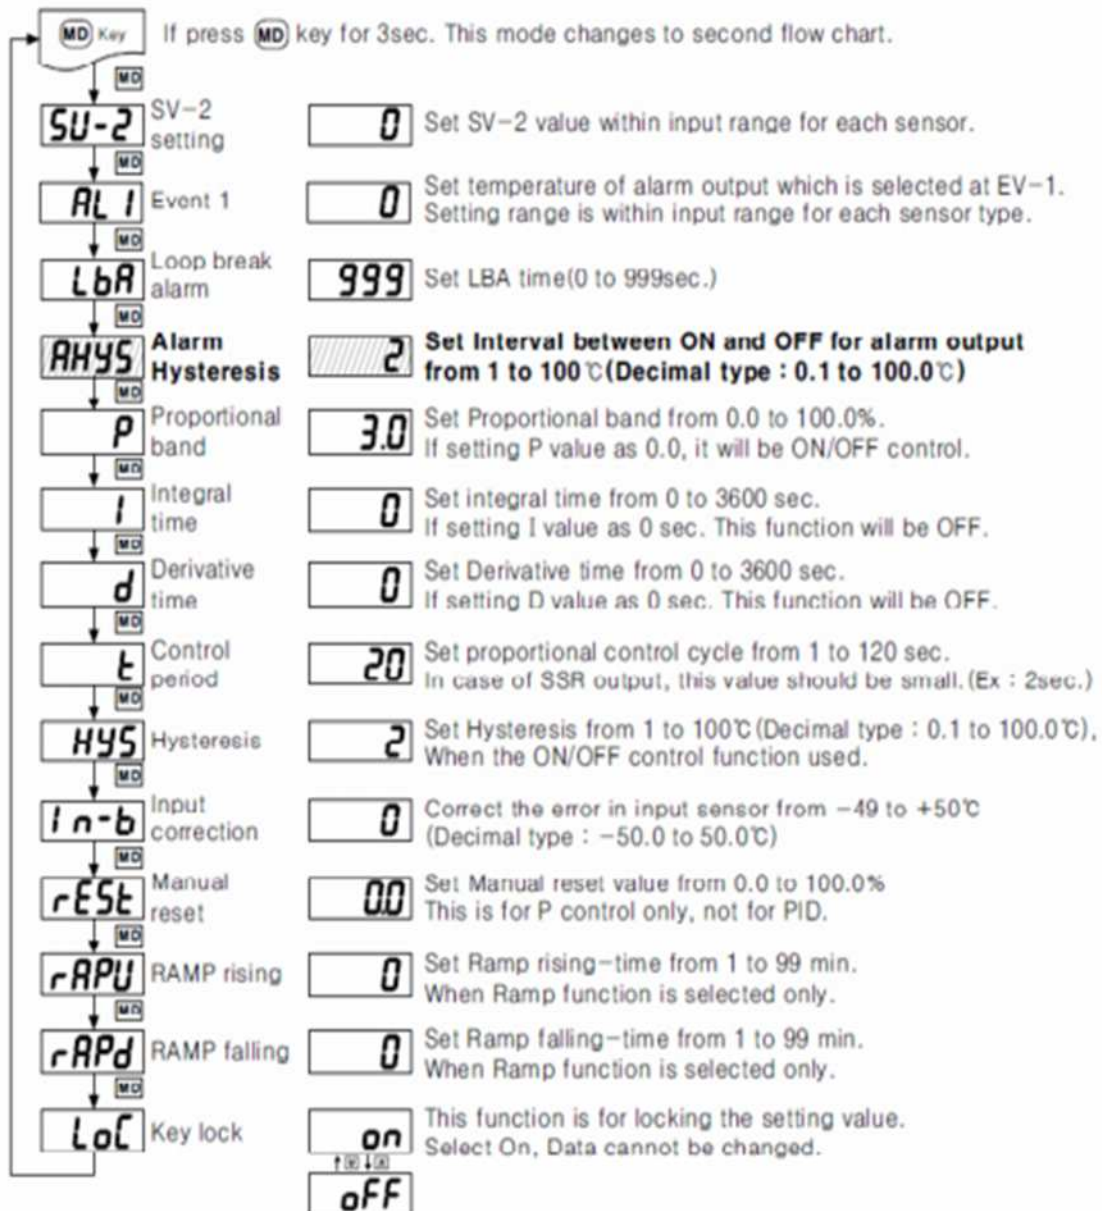 MD Key If press MD key for 3sec. This mode changes to second flow chart.
MD
SU-2 SV-2 setting 0 Set SV-2 value within input range for each sensor.
MD
AL1 Event 1 0 Set temperature of alarm output which is selected at EV-1.
Setting range is within input range for each sensor type.
MD
LbA Loop break alarm 999 Set LBA time(0 to 999sec.)
MD
AHYS Alarm Hysteresis 2 Set Interval between ON and OFF for alarm output
from 1 to 100℃(Decimal type : 0.1 to 100.0℃)
MD
P Proportional band 3.0 Set Proportional band from 0.0 to 100.0%.
If setting P value as 0.0, it will be ON/OFF control.
MD
I Integral time 0 Set integral time from 0 to 3600 sec.
If setting I value as 0 sec. This function will be OFF.
MD
d Derivative time 0 Set Derivative time from 0 to 3600 sec.
If setting D value as 0 sec. This function will be OFF.
MD
t Control period 20 Set proportional control cycle from 1 to 120 sec.
In case of SSR output, this value should be small.(Ex : 2sec.)
MD
HYS Hysteresis 2 Set Hysteresis from 1 to 100℃(Decimal type : 0.1 to 100.0℃),
When the ON/OFF control function used.
MD
In-b Input correction 0 Correct the error in input sensor from -49 to +50℃
(Decimal type : -50.0 to 50.0℃)
MD
rESt Manual reset 0.0 Set Manual reset value from 0.0 to 100.0%
This is for P control only, not for PID.
MD
rAPU RAMP rising 0 Set Ramp rising-time from 1 to 99 min.
When Ramp function is selected only.
MD
rAPd RAMP falling 0 Set Ramp falling-time from 1 to 99 min.
When Ramp function is selected only.
MD
LoC Key lock on This function is for locking the setting value.
Select On, Data cannot be changed.
oFF